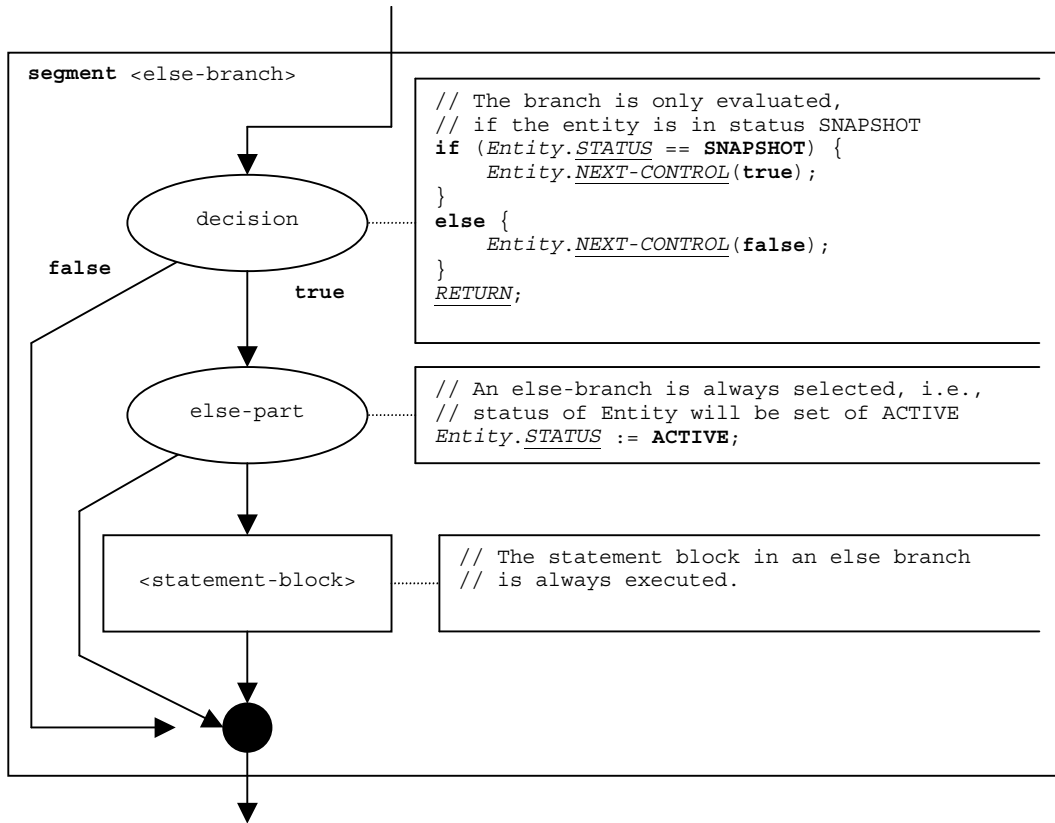 segment <else-branch>
// The branch is only evaluated,
// if the entity is in status SNAPSHOT
if (Entity.STATUS == SNAPSHOT) {
Entity.NEXT-CONTROL(true);
}
else {
Entity.NEXT-CONTROL(false);
}
RETURN;
decision
false
true
// An else-branch is always selected, i.e.,
// status of Entity will be set of ACTIVE
Entity.STATUS := ACTIVE;
else-part
// The statement block in an else branch
// is always executed.
<statement-block>